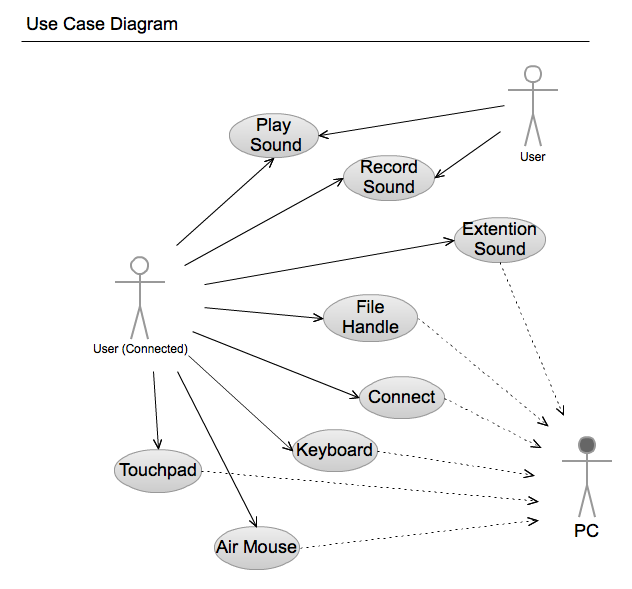 Use Case Diagram
Play
Sound
User
Record
Sound
Extention
Sound
User (Connected)
File
Handle
Connect
Keyboard
Touchpad
PC
Air Mouse